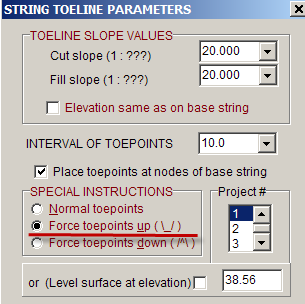 STRING TOELINE PARAMETERS
TOELINE SLOPE VALUES
Cut slope (1 : ???) 20.000
Fill slope (1 : ???) 20.000
Elevation same as on base string
INTERVAL OF TOEPOINTS 10.0
Place toepoints at nodes of base string
SPECIAL INSTRUCTIONS
Normal toepoints
Force toepoints up ( \_/ )
Force toepoints down ( /^\ )
Project #
1
2
3
or (Level surface at elevation) 38.56